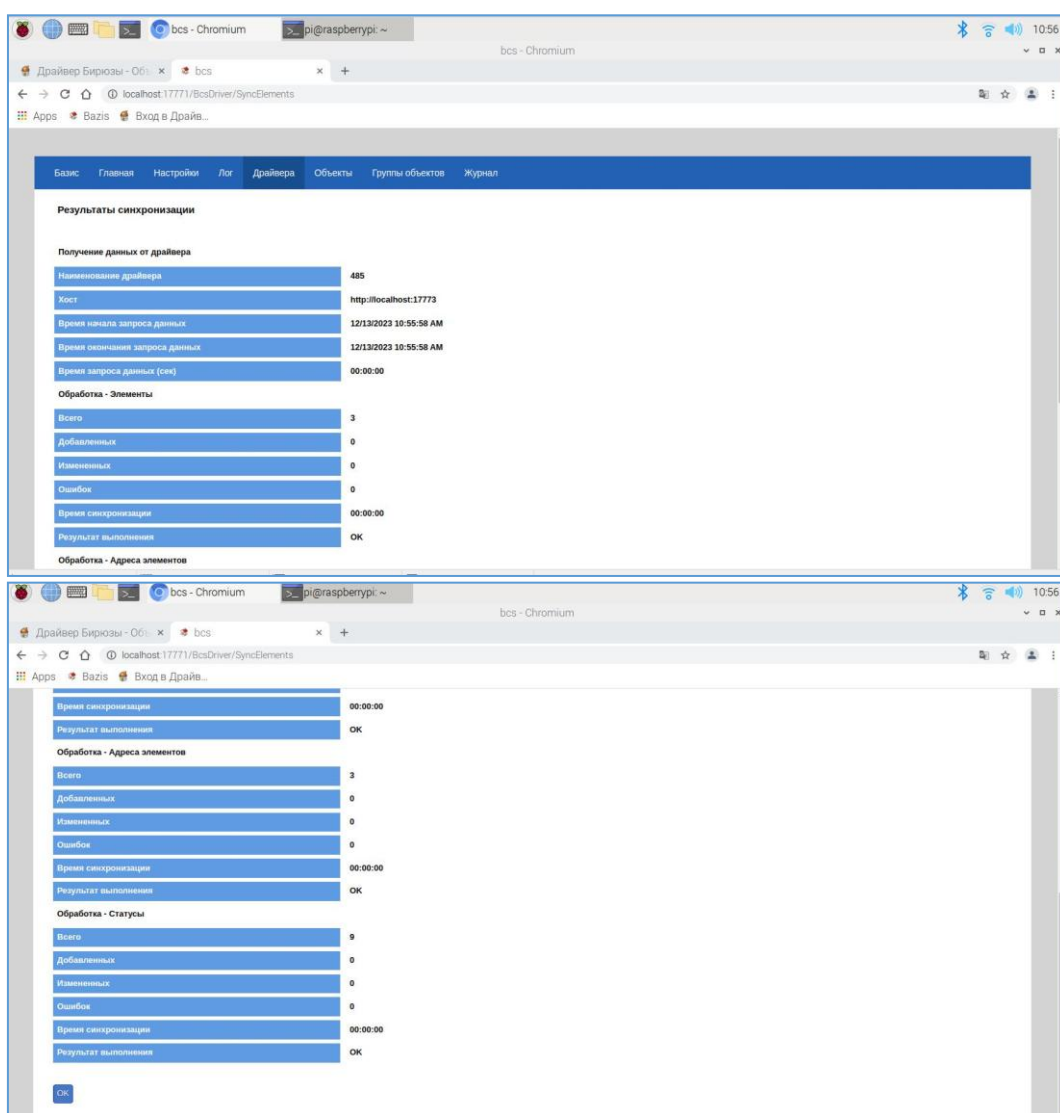 bcs - Chromium
pi@raspberrypi: ~
10:56
bcs - Chromium
Драйвер Бирюзы - Об
bcs
localhost:17771/BcsDriver/SyncElements
Apps Bazis Вход в Драйв...
Базис Главная Настройки Лог Драйвера Объекты Группы объектов Журнал
Результаты синхронизации
Получение данных от драйвера
Наименование драйвера 485
Хост http://localhost:17773
Время начала запроса данных 12/13/2023 10:55:58 AM
Время окончания запроса данных 12/13/2023 10:55:58 AM
Время запроса данных (сек) 00:00:00
Обработка - Элементы
Всего 3
Добавленных 0
Измененных 0
Ошибок 0
Время синхронизации 00:00:00
Результат выполнения OK
Обработка - Адреса элементов
bcs - Chromium
pi@raspberrypi: ~
10:56
bcs - Chromium
Драйвер Бирюзы - Об
bcs
localhost:17771/BcsDriver/SyncElements
Apps Bazis Вход в Драйв...
Время синхронизации 00:00:00
Результат выполнения OK
Обработка - Адреса элементов
Всего 3
Добавленных 0
Измененных 0
Ошибок 0
Время синхронизации 00:00:00
Результат выполнения OK
Обработка - Статусы
Всего 9
Добавленных 0
Измененных 0
Ошибок 0
Время синхронизации 00:00:00
Результат выполнения OK
OK